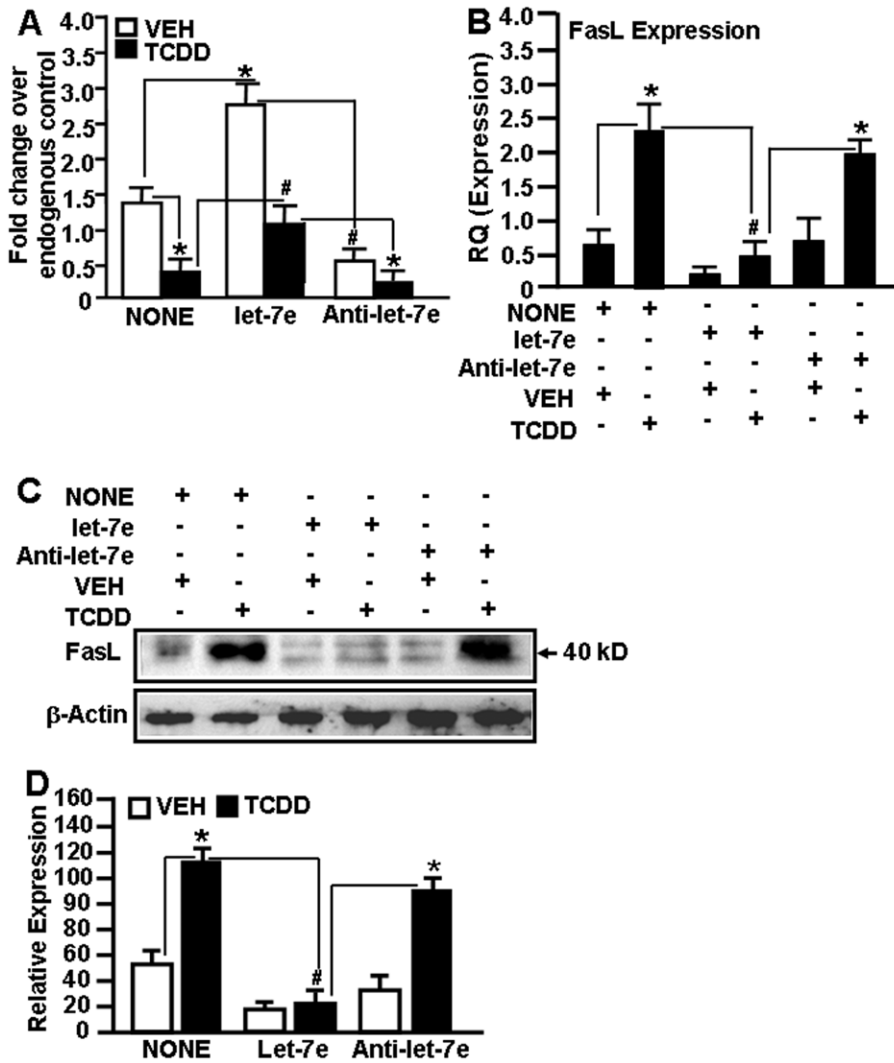 A
VEH
TCDD
Fold change over
endogenous control
4.0
3.5
3.0
2.5
2.0
1.5
1.0
0.5
0
*
*
#
#
*
NONE let-7e Anti-let-7e
B
FasL Expression
RQ (Expression)
4.0
3.5
3.0
2.5
2.0
1.5
1.0
0.5
0
*
#
*
NONE + + - - - -
let-7e - - + + - -
Anti-let-7e - - - - + +
VEH + - + - + -
TCDD - + - + - +
C
NONE + + - - - -
let-7e - - + + - -
Anti-let-7e - - - - + +
VEH + - + - + -
TCDD - + - + - +
FasL ← 40 kD
β-Actin
D
VEH TCDD
Relative Expression
160
140
120
100
80
60
40
20
0
*
#
*
NONE Let-7e Anti-let-7e